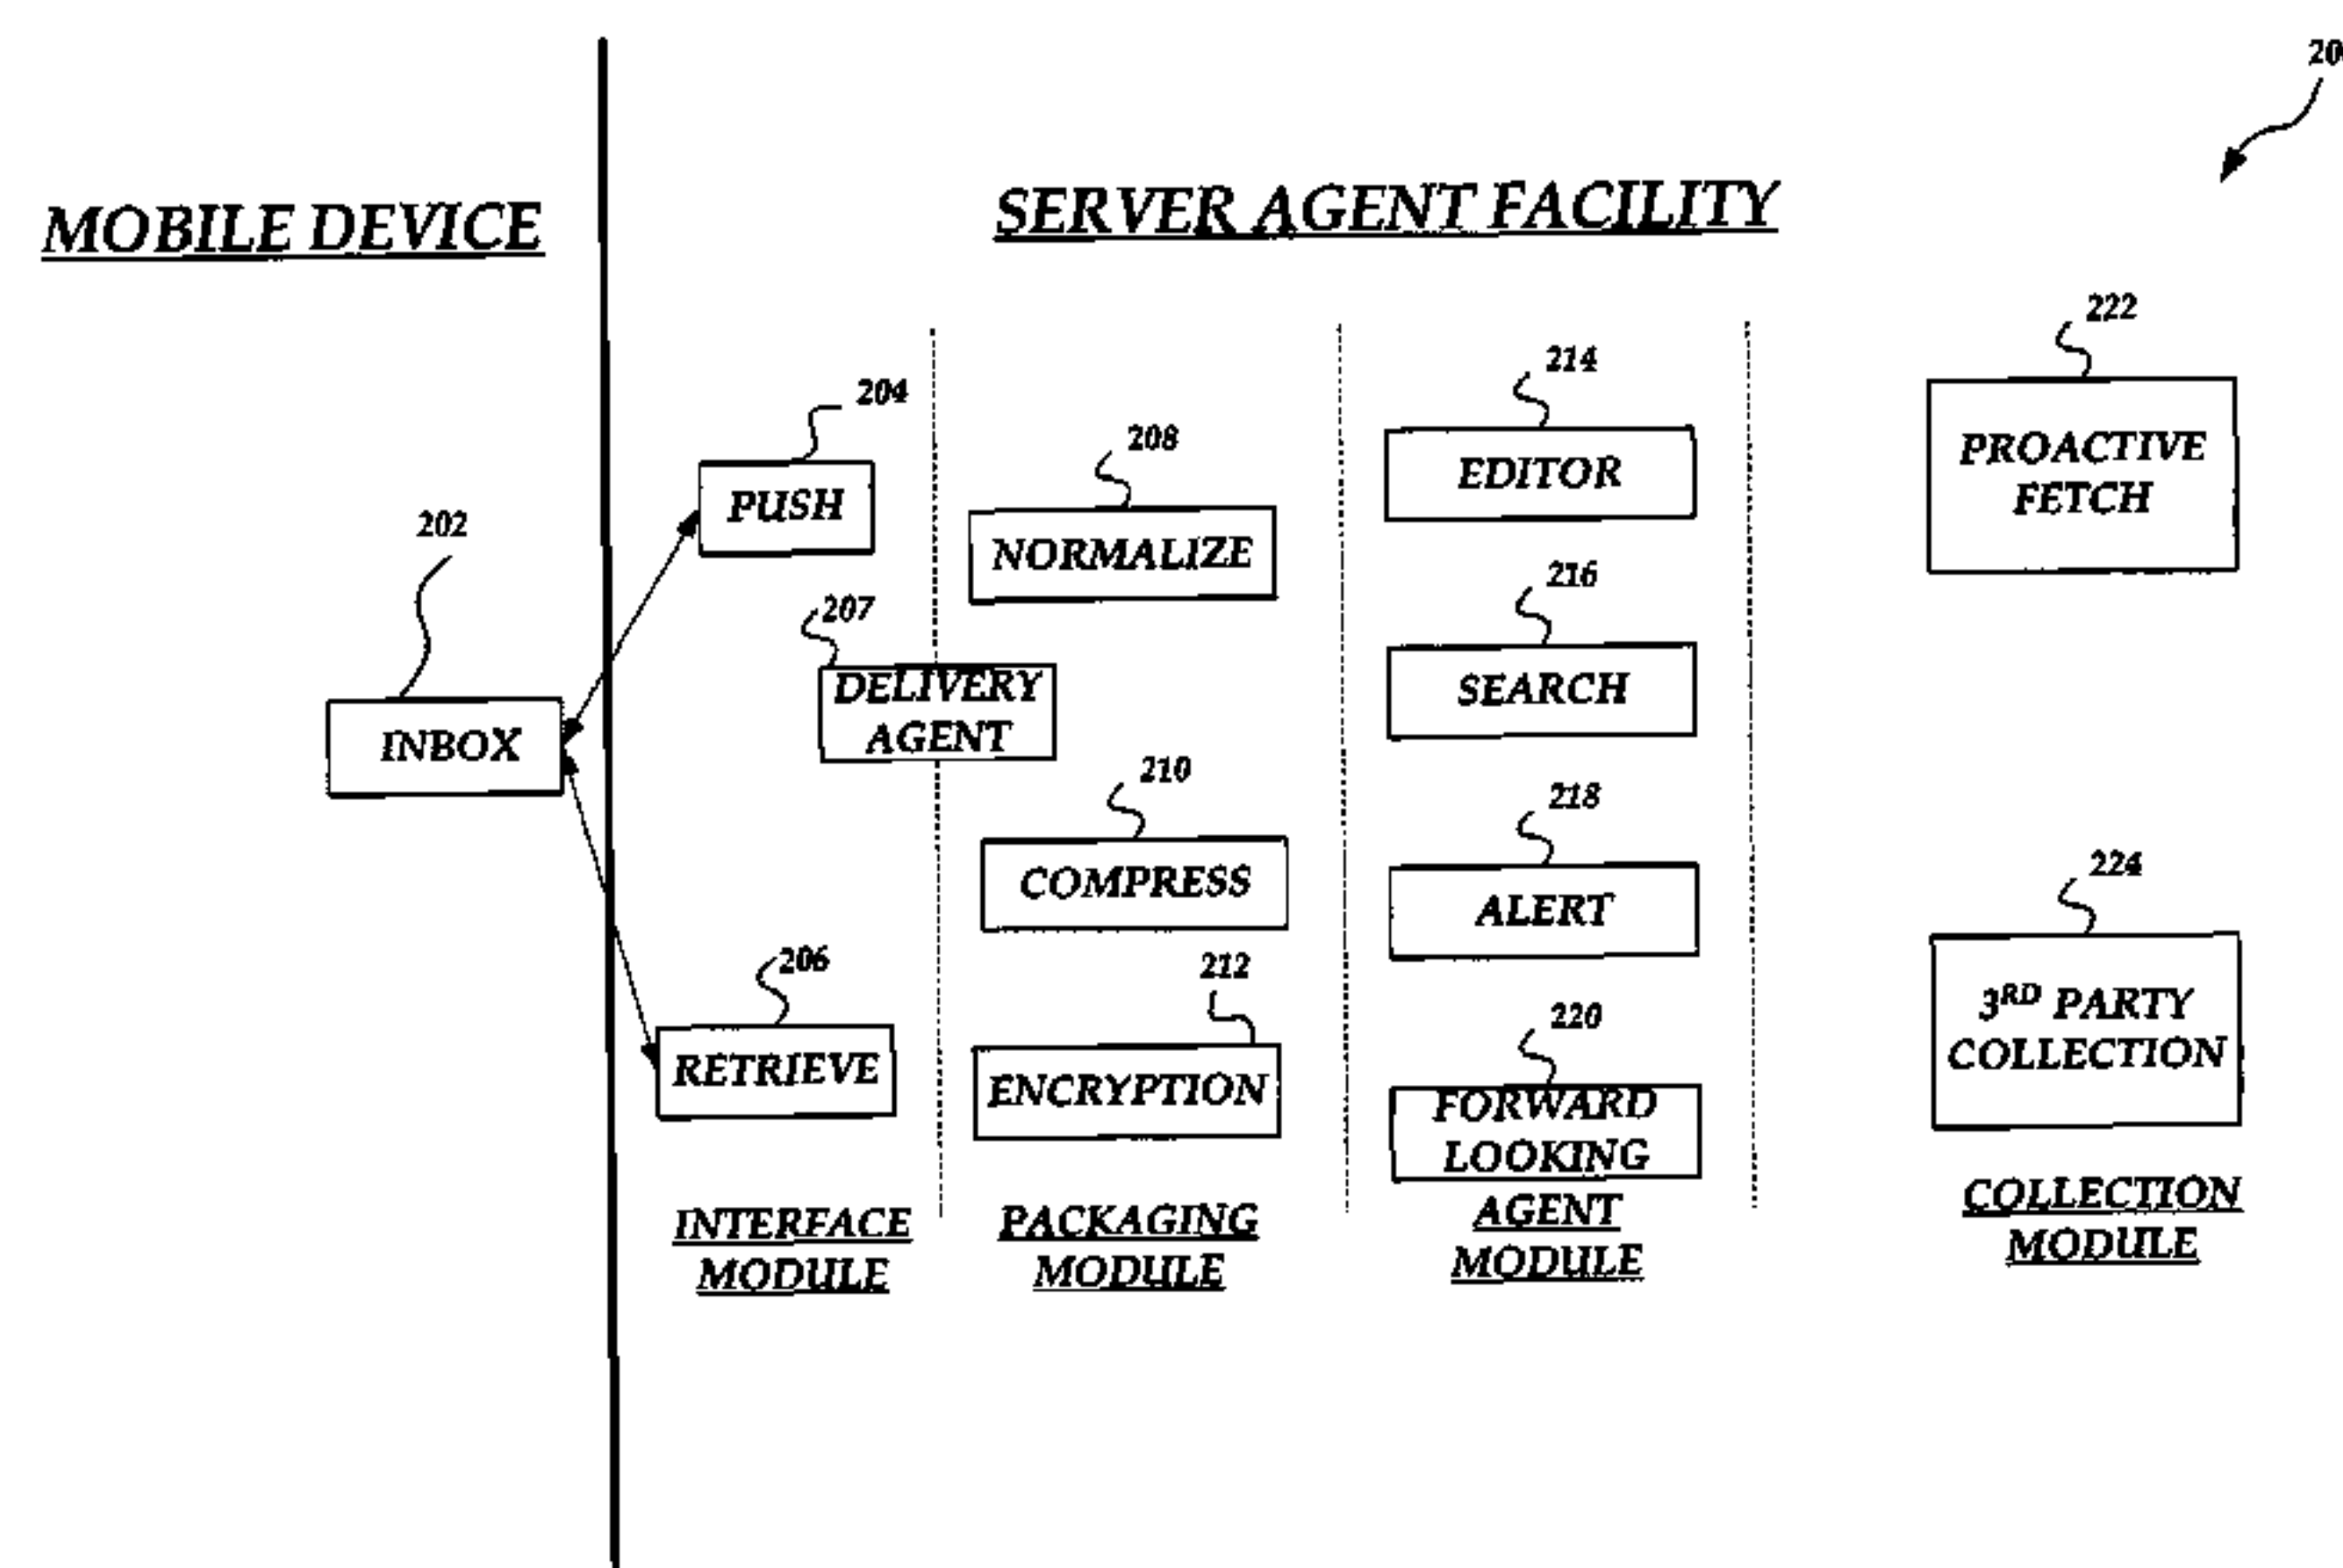 MOBILE DEVICE
SERVER AGENT FACILITY
222
PROACTIVE
FETCH
214
EDITOR
204
PUSH
208
NORMALIZE
202
INBOX
216
SEARCH
207
DELIVERY
AGENT
210
COMPRESS
218
ALERT
224
3RD PARTY
COLLECTION
206
RETRIEVE
212
ENCRYPTION
220
FORWARD
LOOKING
INTERFACE
MODULE
PACKAGING
MODULE
AGENT
MODULE
COLLECTION
MODULE